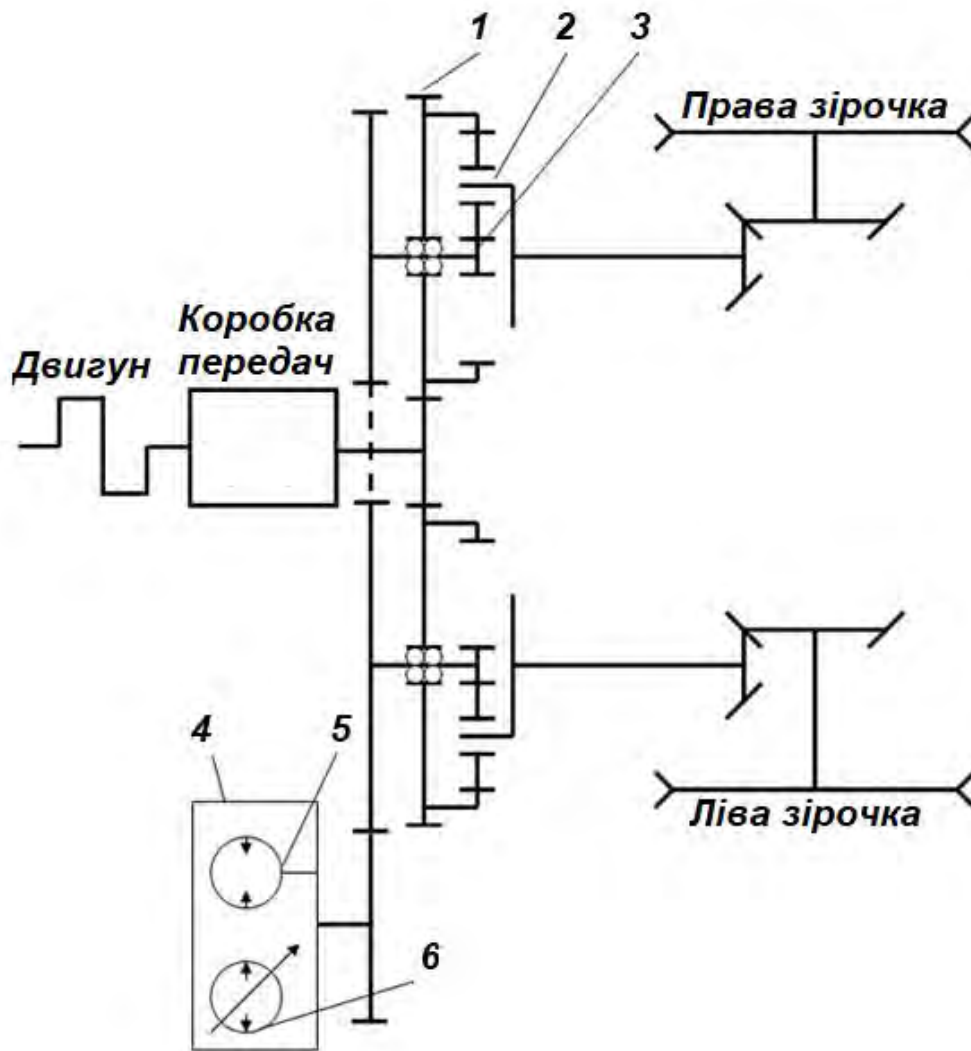 1 2 3
Права зірочка
Коробка
передач
Двигун
4 5
Ліва зірочка
6